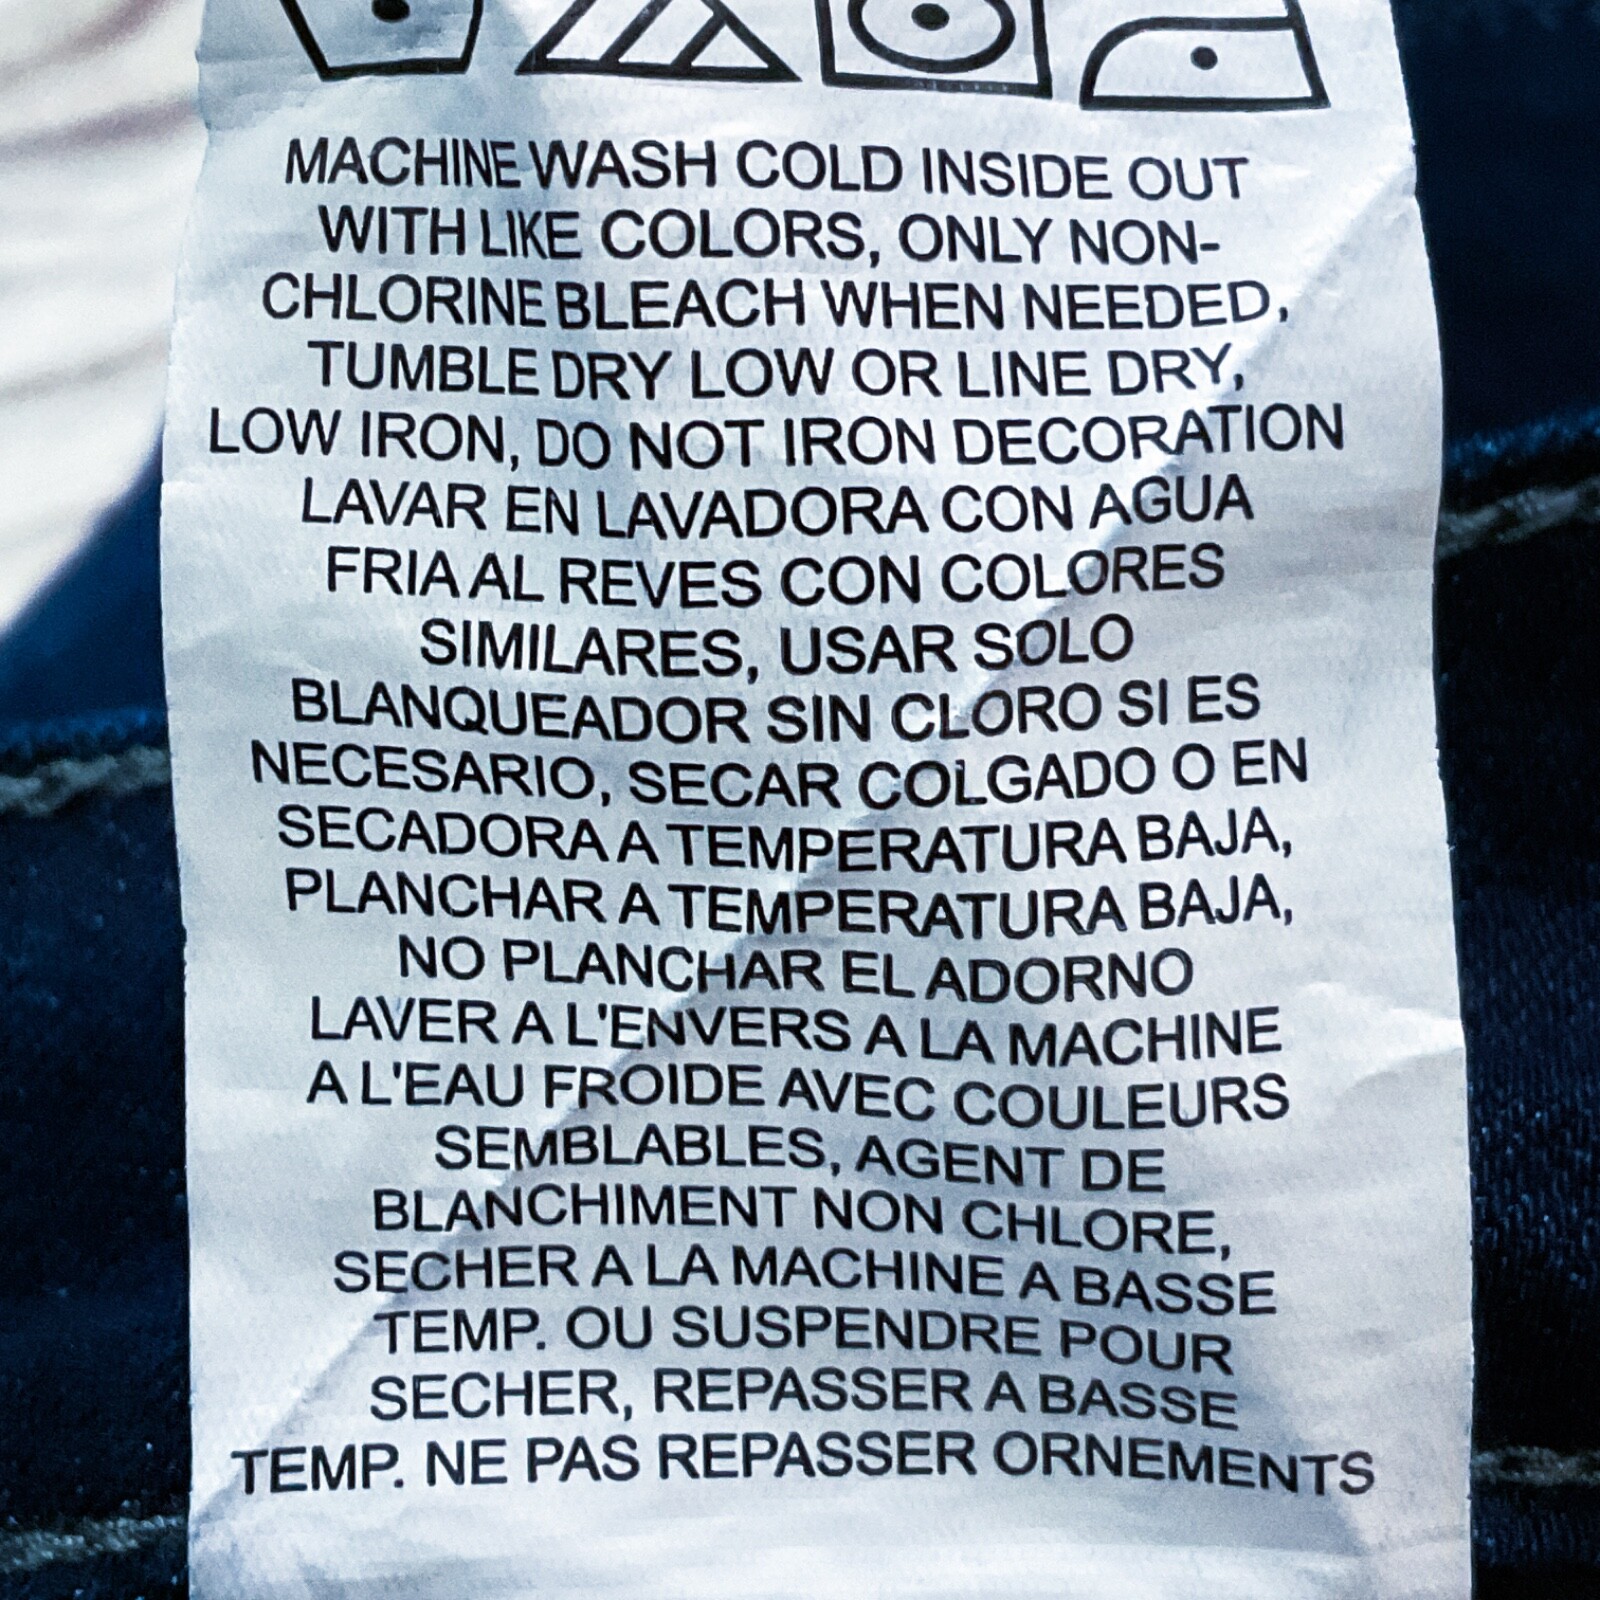 MACHINE WASH COLD INSIDE OUT
WITH LIKE COLORS, ONLY NON-
CHLORINE BLEACH WHEN NEEDED,
TUMBLE DRY LOW OR LINE DRY,
LOW IRON, DO NOT IRON DECORATION
LAVAR EN LAVADORA CON AGUA
FRIA AL REVES CON COLORES
SIMILARES, USAR SOLO
BLANQUEADOR SIN CLORO SI ES
NECESARIO, SECAR COLGADO O EN
SECADORA A TEMPERATURA BAJA,
PLANCHAR A TEMPERATURA BAJA,
NO PLANCHAR EL ADORNO
LAVER A L'ENVERS A LA MACHINE
A L'EAU FROIDE AVEC COULEURS
SEMBLABLES, AGENT DE
BLANCHIMENT NON CHLORE,
SECHER A LA MACHINE A BASSE
TEMP. OU SUSPENDRE POUR
SECHER, REPASSER A BASSE
TEMP. NE PAS REPASSER ORNEMENTS